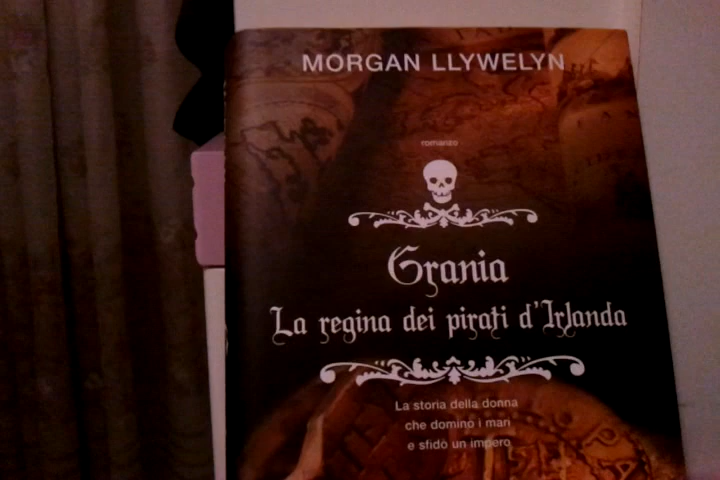 MORGAN LLYWELYN
romanzo
Grania
La regina dei pirati d'Irlanda
La storia della donna
che dominò i mari
e sfidò un impero